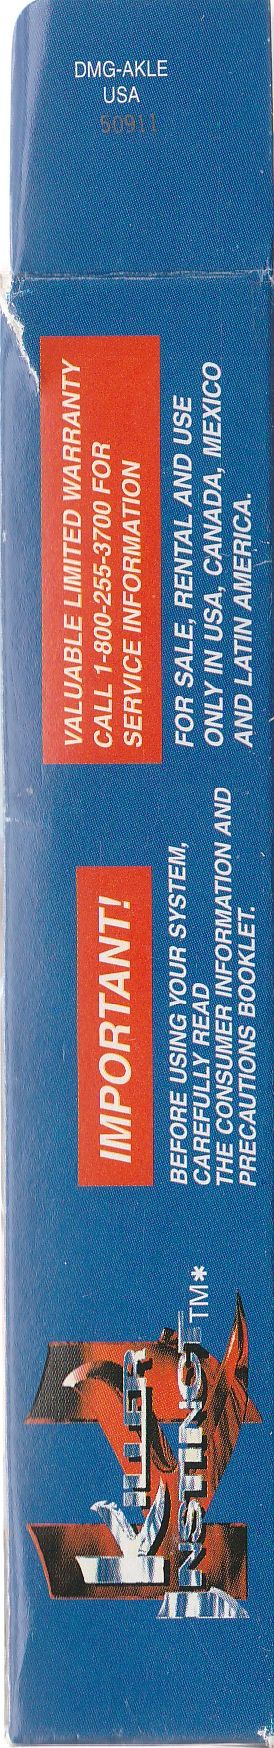 DMG-AKLE
USA
50911
VALUABLE LIMITED WARRANTY
CALL 1-800-255-3700 FOR
SERVICE INFORMATION
FOR SALE, RENTAL AND USE
ONLY IN USA, CANADA, MEXICO
AND LATIN AMERICA.
IMPORTANT!
BEFORE USING YOUR SYSTEM,
CAREFULLY READ
THE CONSUMER INFORMATION AND
PRECAUTIONS BOOKLET.
KILLER
INSTINCT TM*